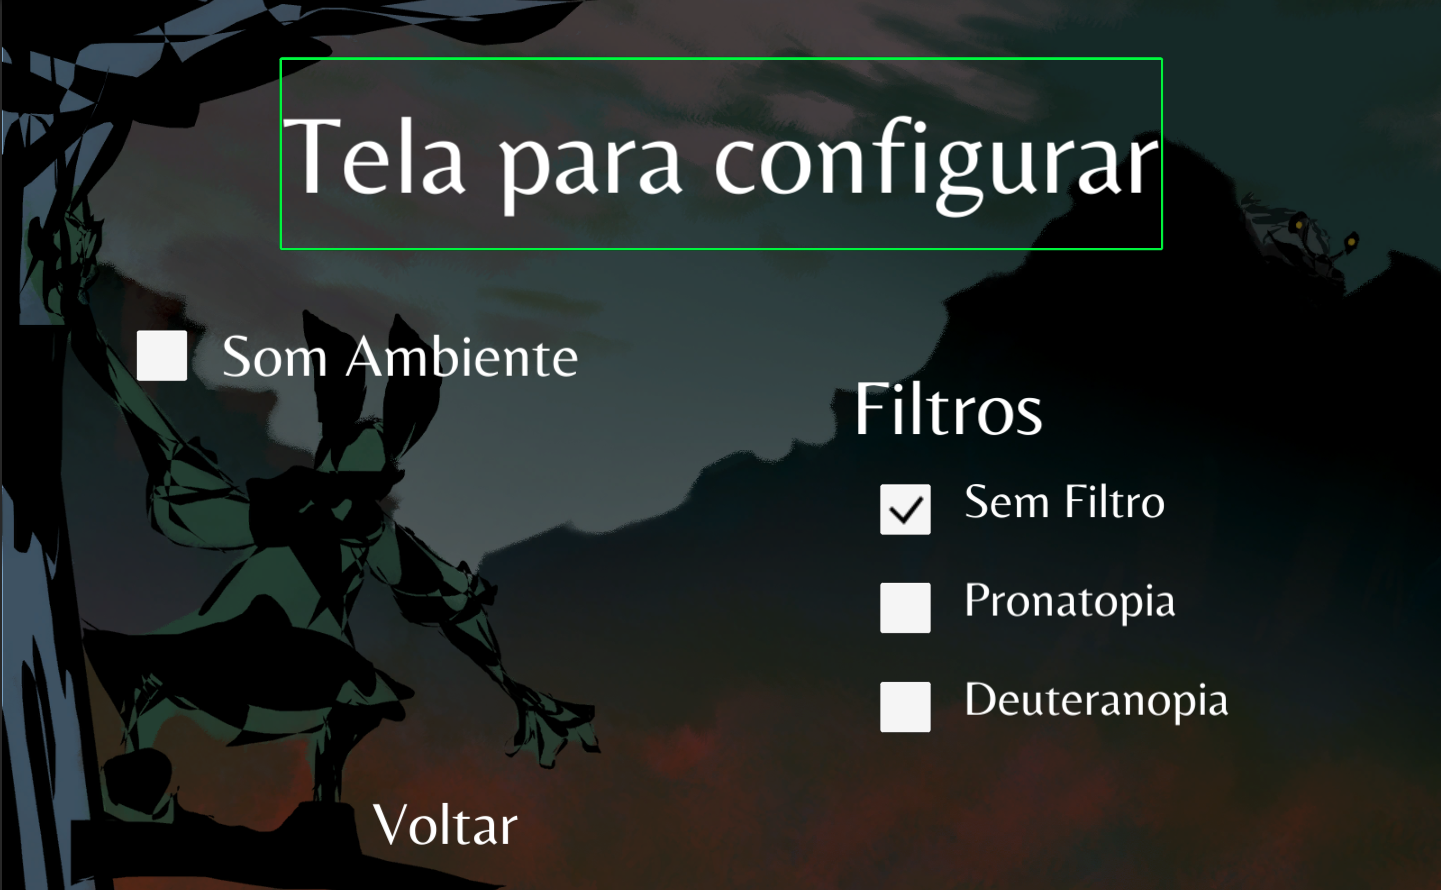 Tela para configurar
Som Ambiente
Filtros
Sem Filtro
Pronatopia
Deuteranopia
Voltar